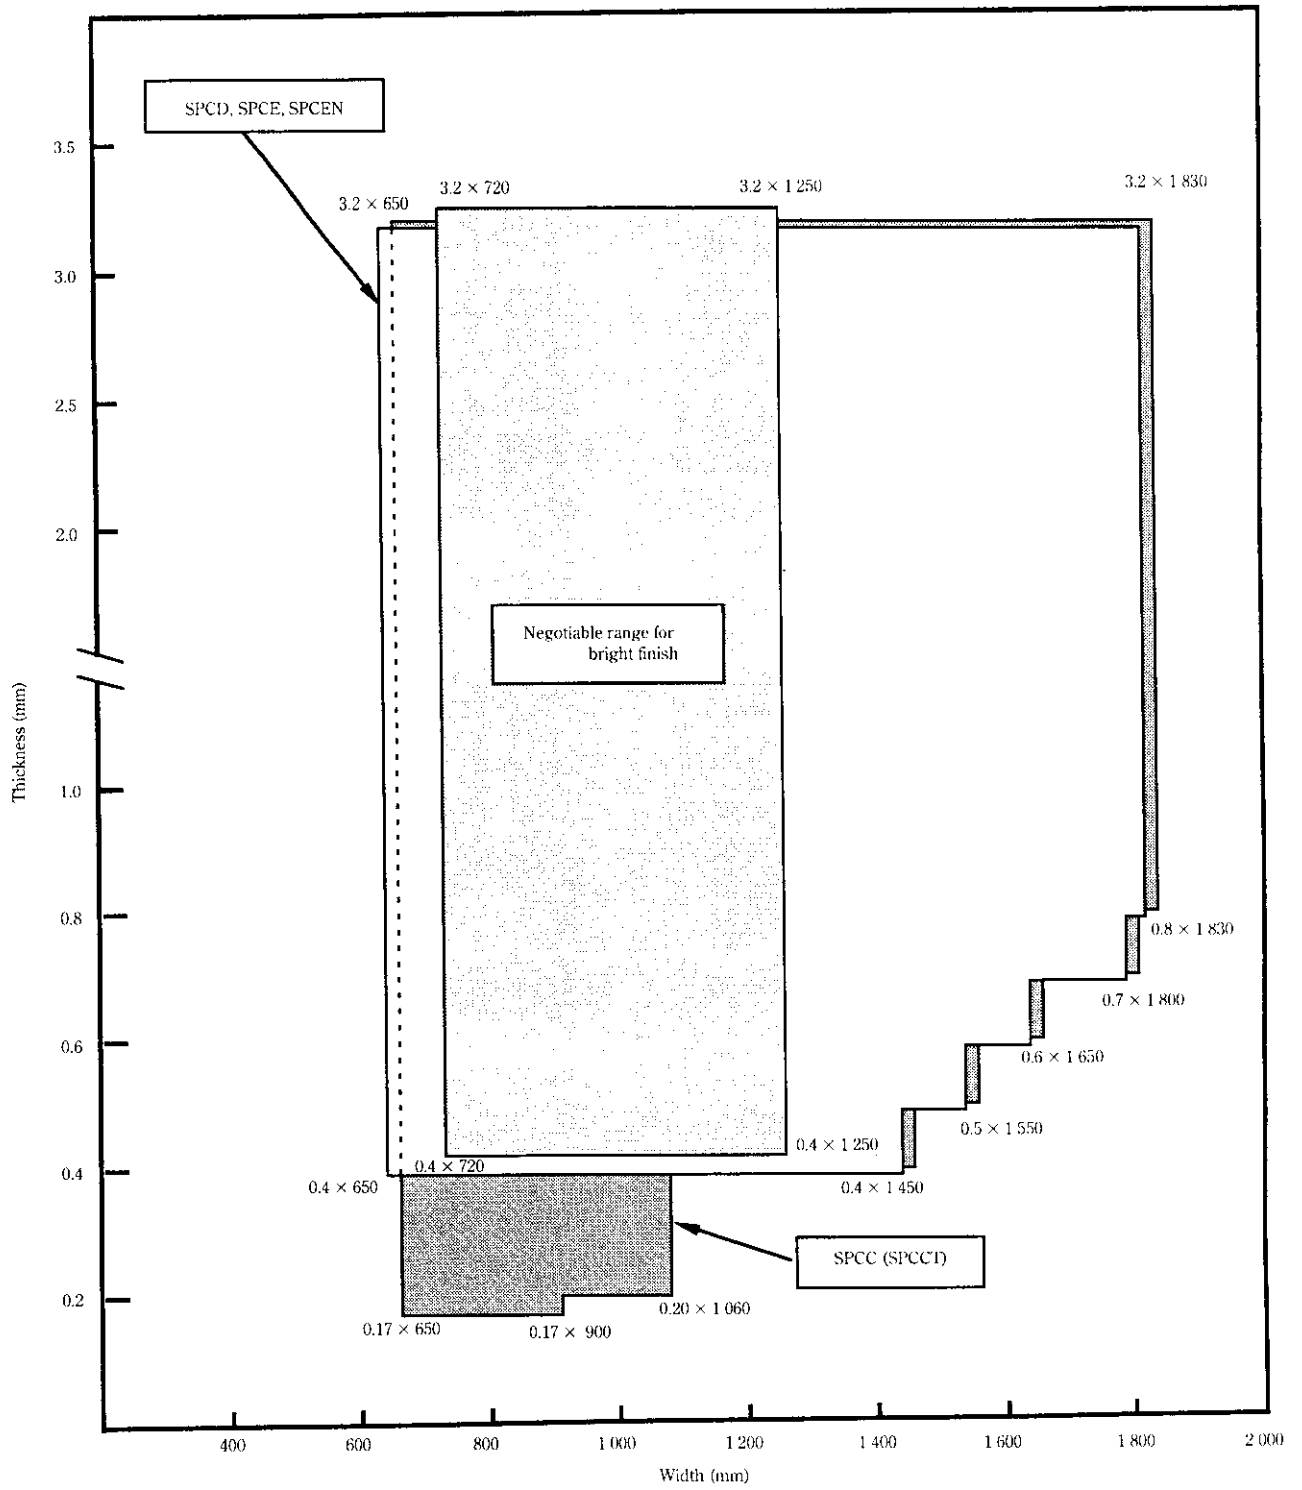 SPCD, SPCE, SPCEN
3.5
3.2 × 650
3.2 × 720
3.2 × 1 250
3.2 × 1 830
3.0
2.5
2.0
Negotiable range for
bright finish
Thickness (mm)
1.0
0.8
0.8 × 1 830
0.7 × 1 800
0.6
0.6 × 1 650
0.5 × 1 550
0.4 × 1 250
0.4 × 720
0.4
0.4 × 650
0.4 × 1 450
SPCC (SPCCT)
0.2
0.20 × 1 060
0.17 × 650
0.17 × 900
400
600
800
1 000
1 200
1 400
1 600
1 800
2 000
Width (mm)